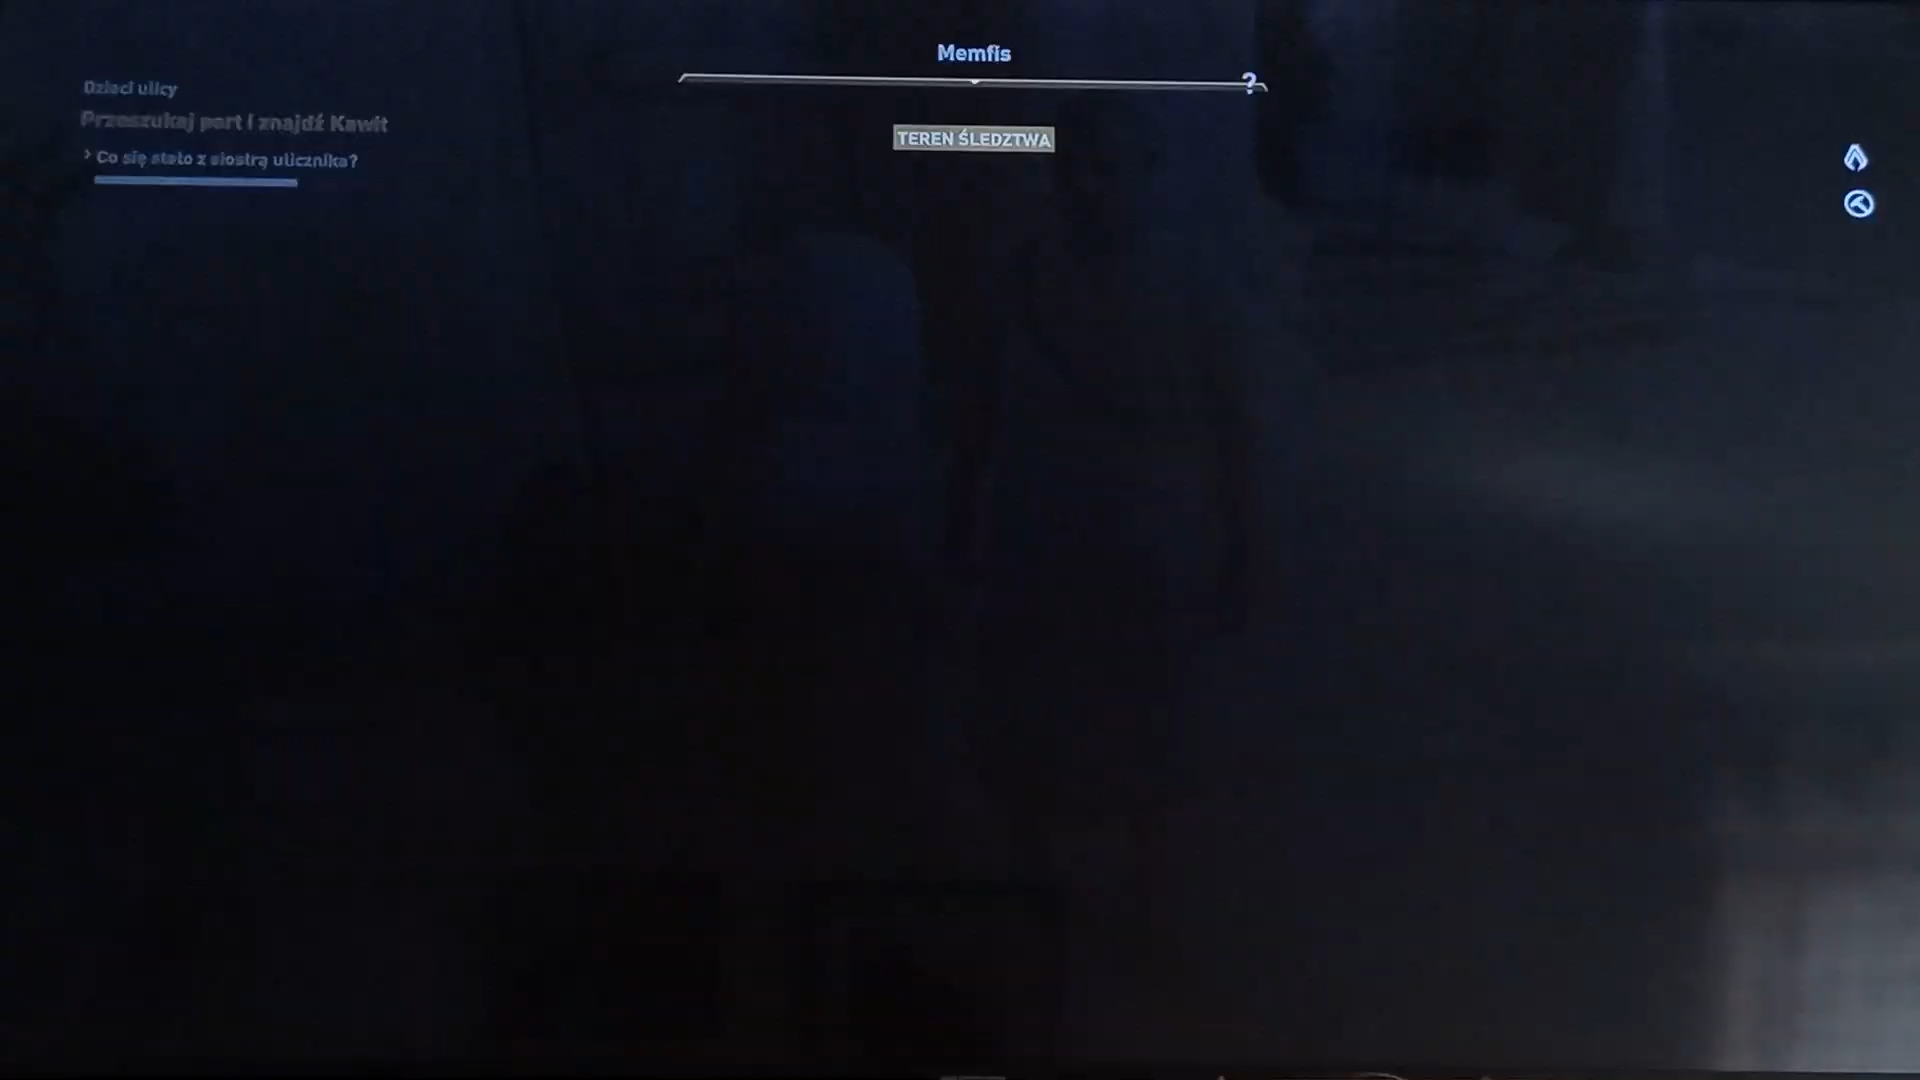 Memfis
?
Dzieci ulicy
Przeszukaj port i znajdź Kawit
TEREN ŚLEDZTWA
> Co się stało z siostrą ulicznika?